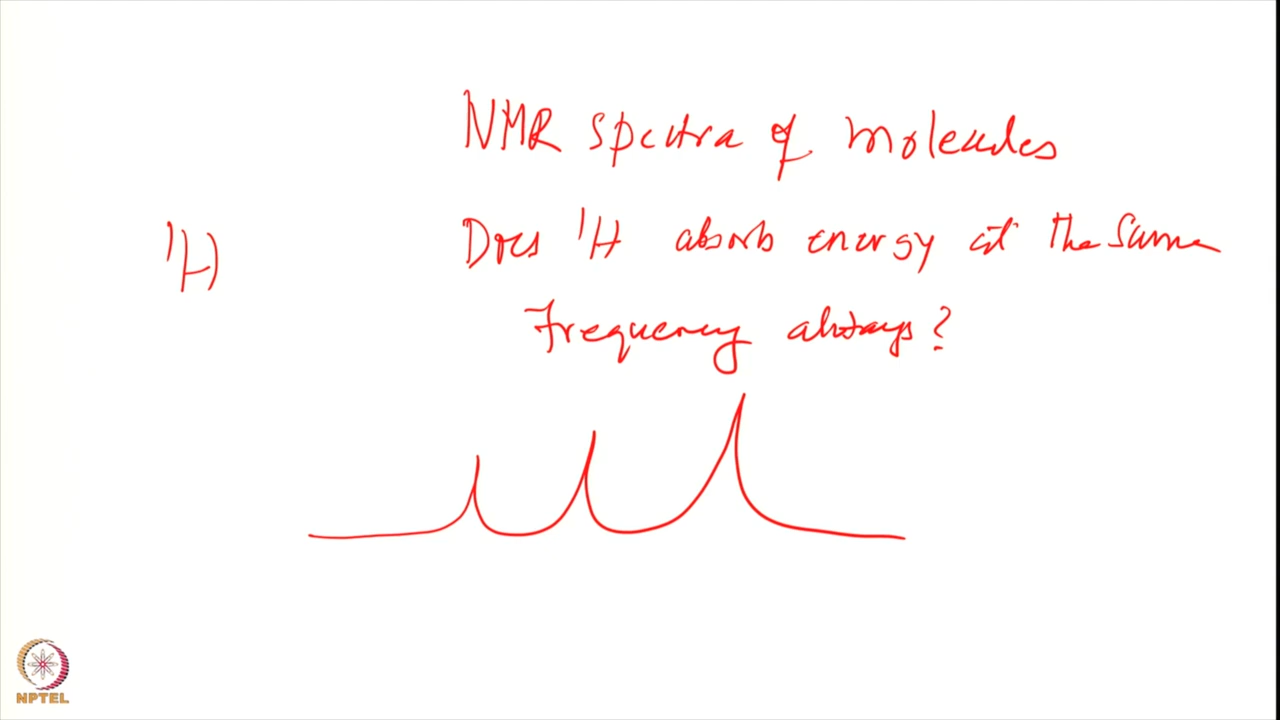 NMR spectra of molecules
¹H
Does ¹H absorb energy at the same
frequency always?
NPTEL